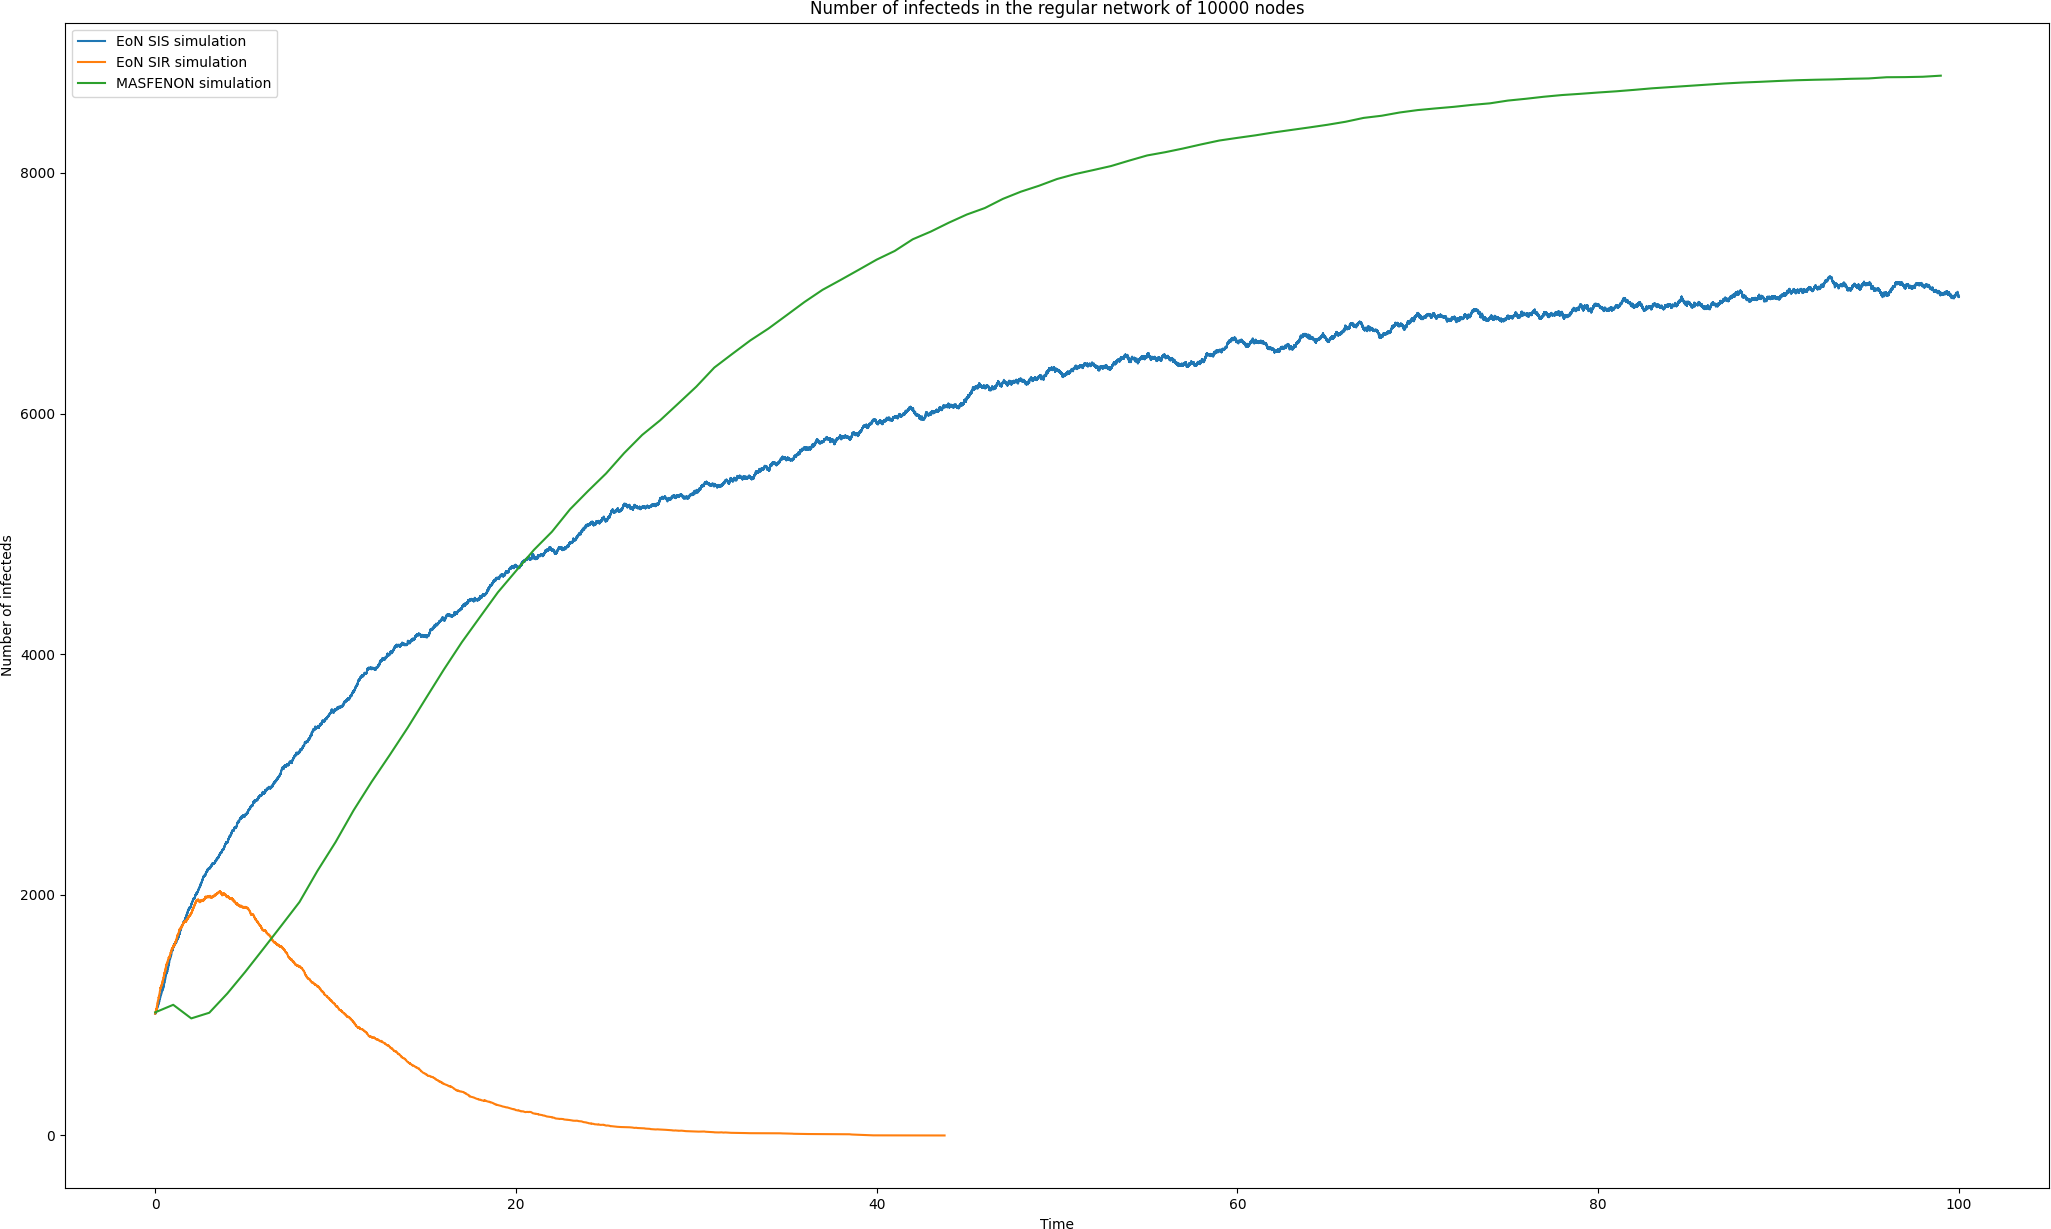 Number of infecteds in the regular network of 10000 nodes
EoN SIS simulation
EoN SIR simulation
MASFENON simulation
8000
6000
4000
2000
0
Number of infecteds
0 20 40 60 80 100
Time